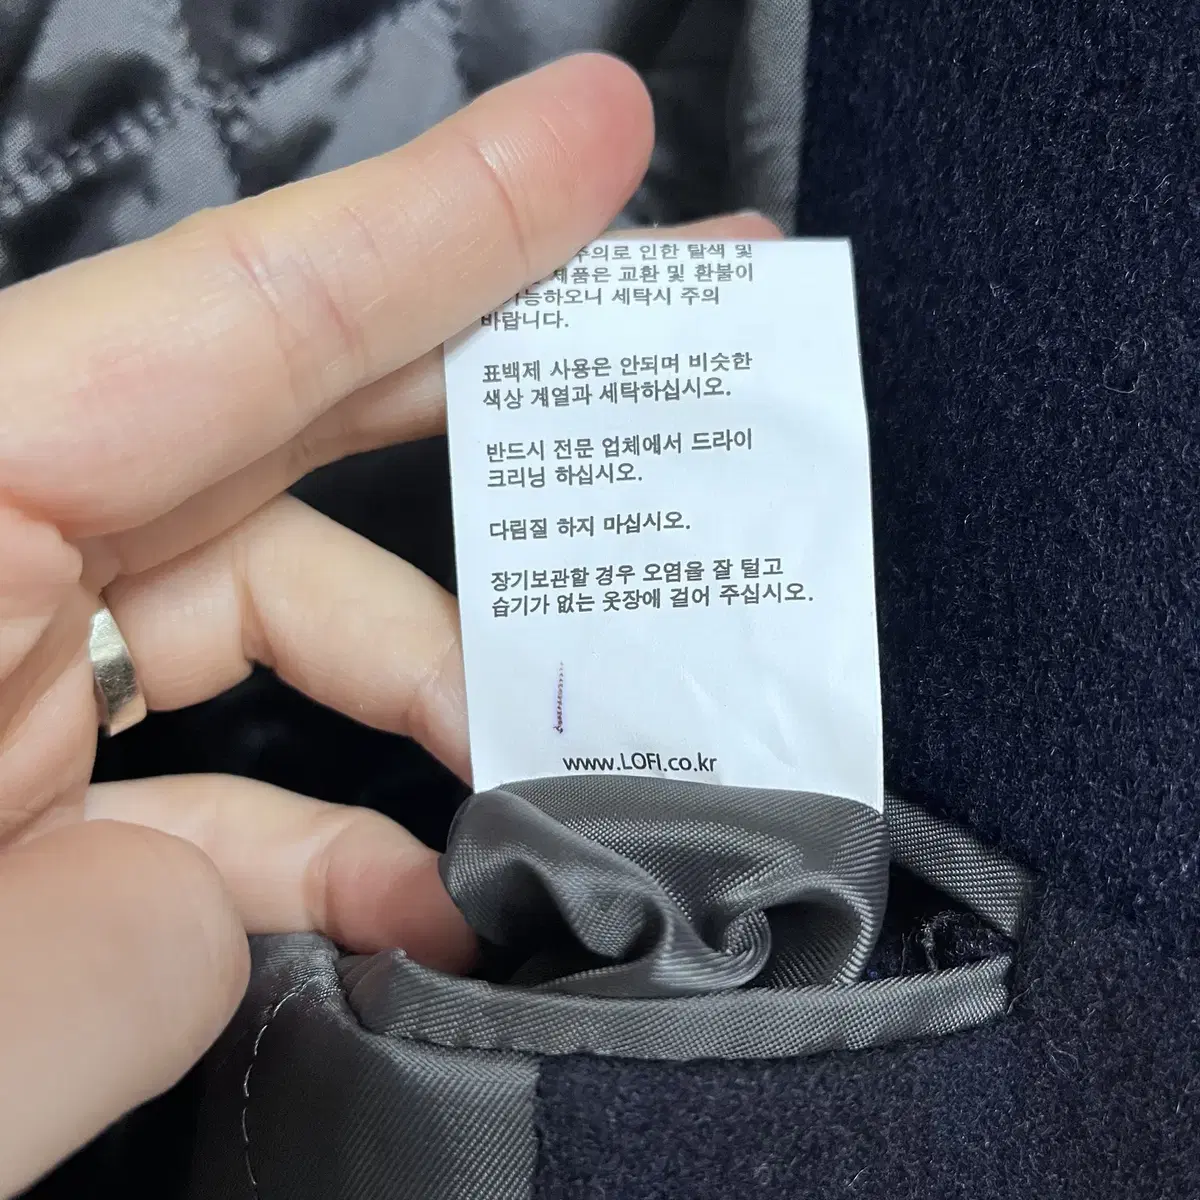 주의로 인한 탈색 및
제품은 교환 및 환불이
가능하오니 세탁시 주의
바랍니다.
표백제 사용은 안되며 비슷한
색상 계열과 세탁하십시오.
반드시 전문 업체에서 드라이
크리닝 하십시오.
다림질 하지 마십시오.
장기보관할 경우 오염을 잘 털고
습기가 없는 옷장에 걸어 주십시오.
www.LOFI.co.kr